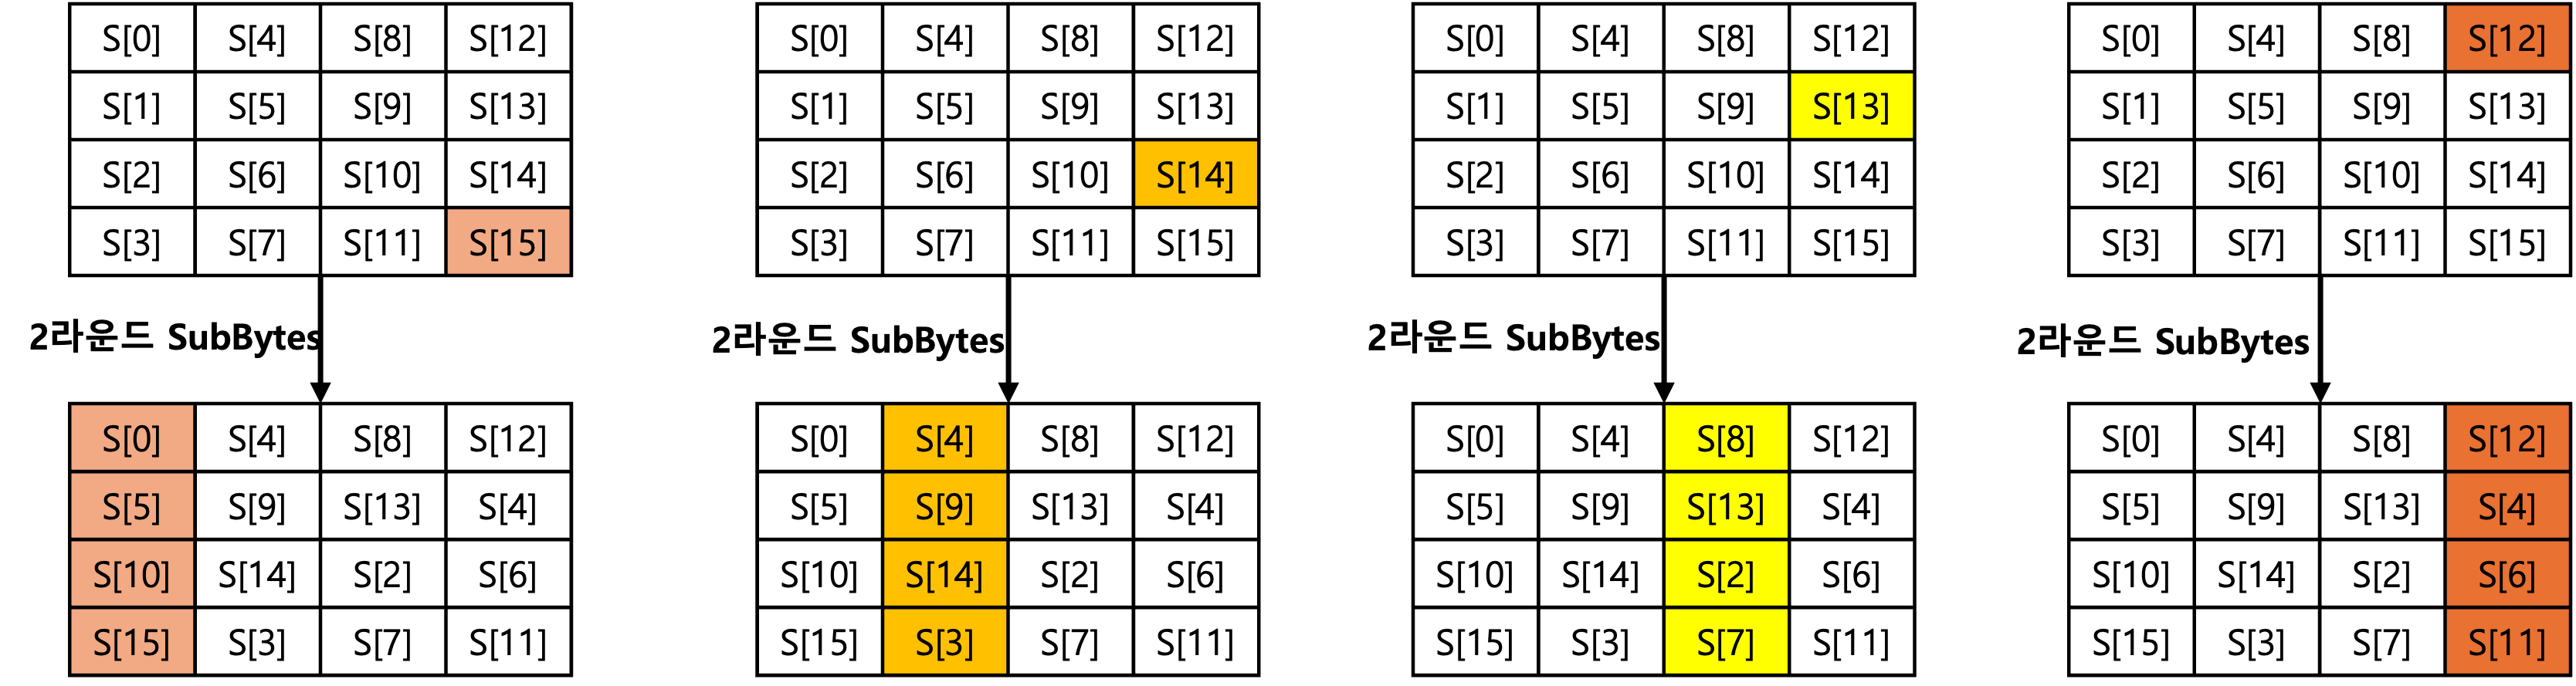 S[0] S[4] S[8] S[12]
S[1] S[5] S[9] S[13]
S[2] S[6] S[10] S[14]
S[3] S[7] S[11] S[15]
2라운드 SubBytes
S[0] S[4] S[8] S[12]
S[5] S[9] S[13] S[4]
S[10] S[14] S[2] S[6]
S[15] S[3] S[7] S[11]
S[0] S[4] S[8] S[12]
S[1] S[5] S[9] S[13]
S[2] S[6] S[10] S[14]
S[3] S[7] S[11] S[15]
2라운드 SubBytes
S[0] S[4] S[8] S[12]
S[5] S[9] S[13] S[4]
S[10] S[14] S[2] S[6]
S[15] S[3] S[7] S[11]
S[0] S[4] S[8] S[12]
S[1] S[5] S[9] S[13]
S[2] S[6] S[10] S[14]
S[3] S[7] S[11] S[15]
2라운드 SubBytes
S[0] S[4] S[8] S[12]
S[5] S[9] S[13] S[4]
S[10] S[14] S[2] S[6]
S[15] S[3] S[7] S[11]
S[0] S[4] S[8] S[12]
S[1] S[5] S[9] S[13]
S[2] S[6] S[10] S[14]
S[3] S[7] S[11] S[15]
2라운드 SubBytes
S[0] S[4] S[8] S[12]
S[5] S[9] S[13] S[4]
S[10] S[14] S[2] S[6]
S[15] S[3] S[7] S[11]